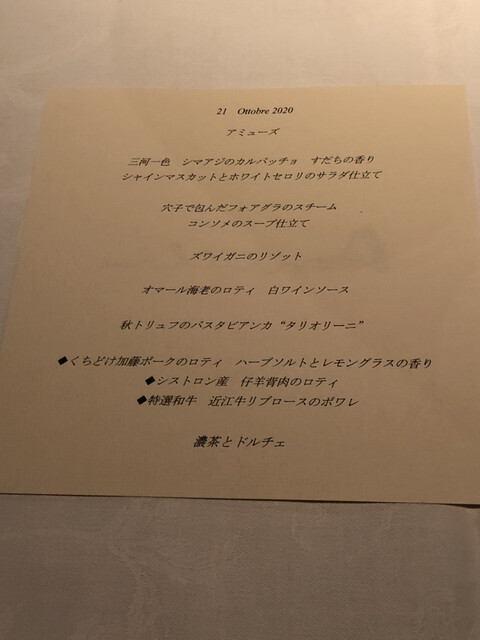 21 Ottobre 2020
アミューズ
三河一色　シマアジのカルパッチョ　すだちの香り
シャインマスカットとホワイトセロリのサラダ仕立て
穴子で包んだフォアグラのスチーム
コンソメのスープ仕立て
ズワイガニのリゾット
オマール海老のロティ　白ワインソース
秋トリュフのパスタビアンカ“タリオリーニ”
◆くちどけ加藤ポークのロティ　ハーブソルトとレモングラスの香り
◆シストロン産　仔羊背肉のロティ
◆特選和牛　近江牛リブロースのポワレ
濃茶とドルチェ